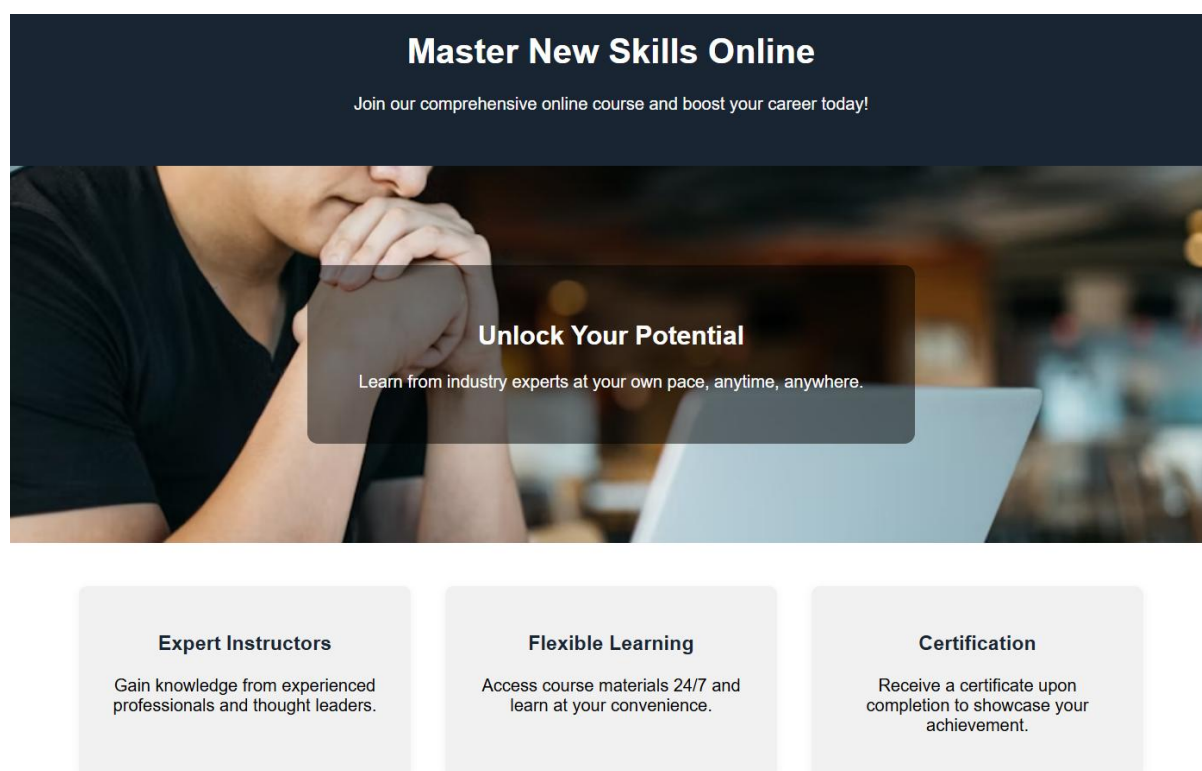 Master New Skills Online
Join our comprehensive online course and boost your career today!
Unlock Your Potential
Learn from industry experts at your own pace, anytime, anywhere.
Expert Instructors
Gain knowledge from experienced
professionals and thought leaders.
Flexible Learning
Access course materials 24/7 and
learn at your convenience.
Certification
Receive a certificate upon
completion to showcase your
achievement.